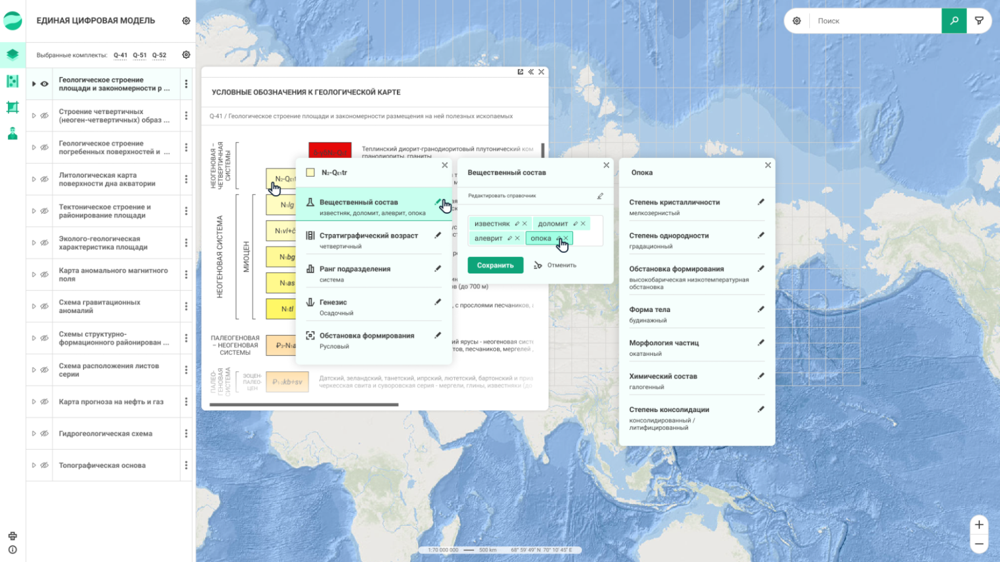 ЕДИНАЯ ЦИФРОВАЯ МОДЕЛЬ
Выбранные комплекты: Q-41 Q-51 Q-52
Геологическое строение
площади и закономерности р ...
Строение четвертичных
(неоген-четвертичных) образ ...
Геологическое строение
погребенных поверхностей и ...
Литологическая карта
поверхности дна акватории
Тектоническое строение и
районирование площади
Эколого-геологическая
характеристика площади
Карта аномального магнитного
поля
Схема гравитационных
аномалий
Схемы структурно-
формационного районирован ...
Схема расположения листов
серии
Карта прогноза на нефть и газ
Гидрогеологическая схема
Топографическая основа
Поиск
УСЛОВНЫЕ ОБОЗНАЧЕНИЯ К ГЕОЛОГИЧЕСКОЙ КАРТЕ
Q-41 / Геологическое строение площади и закономерности размещения на ней полезных ископаемых
НЕОГЕНОВАЯ –
ЧЕТВЕРТИЧНАЯ
СИСТЕМЫ
Теплинский диорит-гранодиоритовый плутонический ком
гранодиориты, граниты
НЕОГЕНОВАЯ СИСТЕМА
МИОЦЕН
N₁lg
N₁vl+č
N₁bg
N₁as
N₁tl
в (до 700 м)
, с прослоями песчаников,
ПАЛЕОГЕНОВАЯ
– НЕОГЕНОВАЯ
СИСТЕМЫ
ий ярусы - неогеновая систе
тов, песчаников, мергелей ,
ПАЛЕО-
ГЕНОВАЯ
СИСТЕМА
ЭОЦЕН-
ПАЛЕО-
ЦЕН
Датский, зеландский, танетский, ипрский, лютетский, бартонский и приа
черкесская свита и суворовская серия - мергели, глины, известняки (до
N₂-QE1tr
Вещественный состав
известняк, доломит, алеврит, опока
Стратиграфический возраст
четвертичный
Ранг подразделения
система
Генезис
Осадочный
Обстановка формирования
Русловый
Вещественный состав
Редактировать справочник
известняк доломит
алеврит опока
Сохранить Отменить
Опока
Степень кристалличности
мелкозернистый
Степень однородности
градационный
Обстановка формирования
высокобарическая низкотемпературная
обстановка
Форма тела
будинажный
Морфология частиц
окатанный
Химический состав
галогенный
Степень консолидации
консолидированный /
литифицированный
1:70 000 000 500 km 68° 59' 49" N 70° 10' 45" E